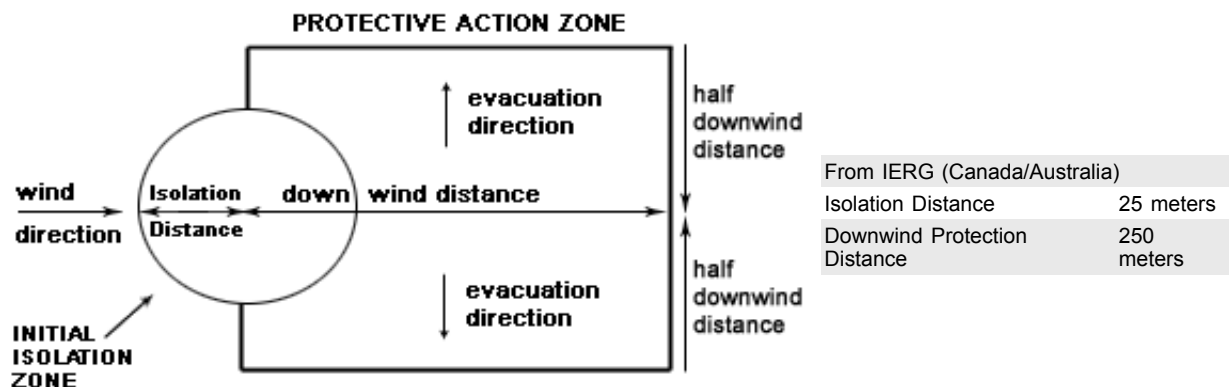 PROTECTIVE ACTION ZONE
evacuation
direction
half
downwind
distance
wind
direction
Isolation
Distance
down wind distance
evacuation
direction
half
downwind
distance
INITIAL
ISOLATION
ZONE
From IERG (Canada/Australia)
Isolation Distance 25 meters
Downwind Protection 250
Distance meters